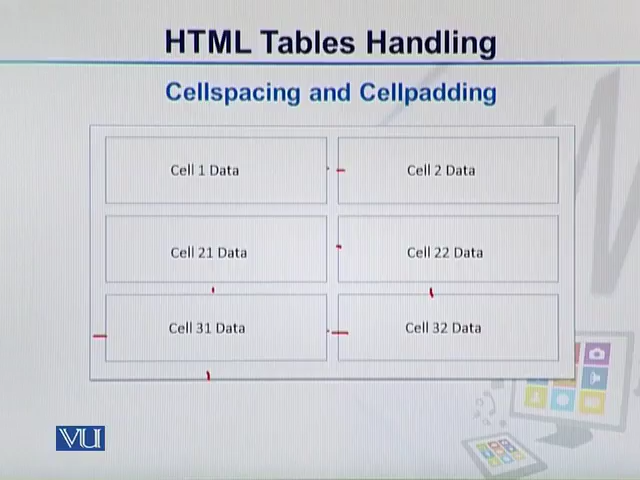 HTML Tables Handling
Cellspacing and Cellpadding
Cell 1 Data
Cell 2 Data
Cell 21 Data
Cell 22 Data
Cell 31 Data
Cell 32 Data
VU